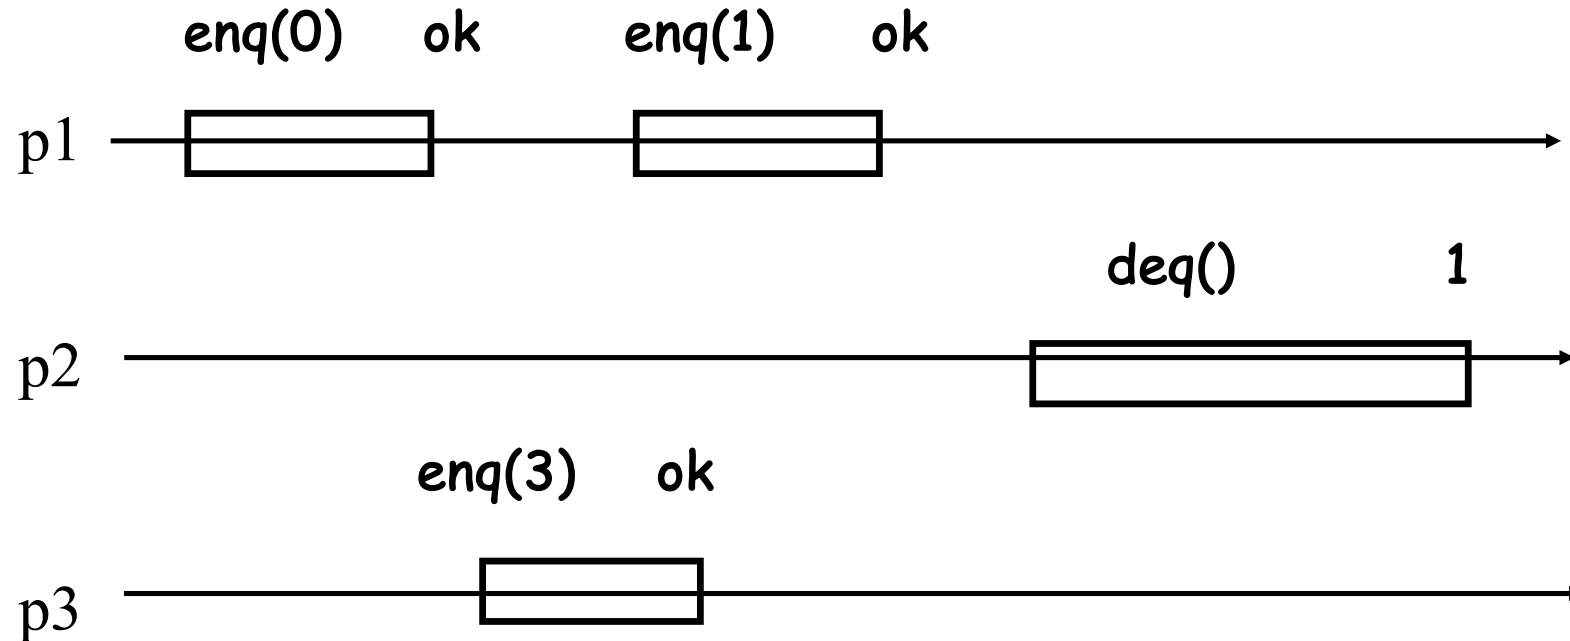 enq(0) ok enq(1) ok
p1
deq() 1
p2
enq(3) ok
p3